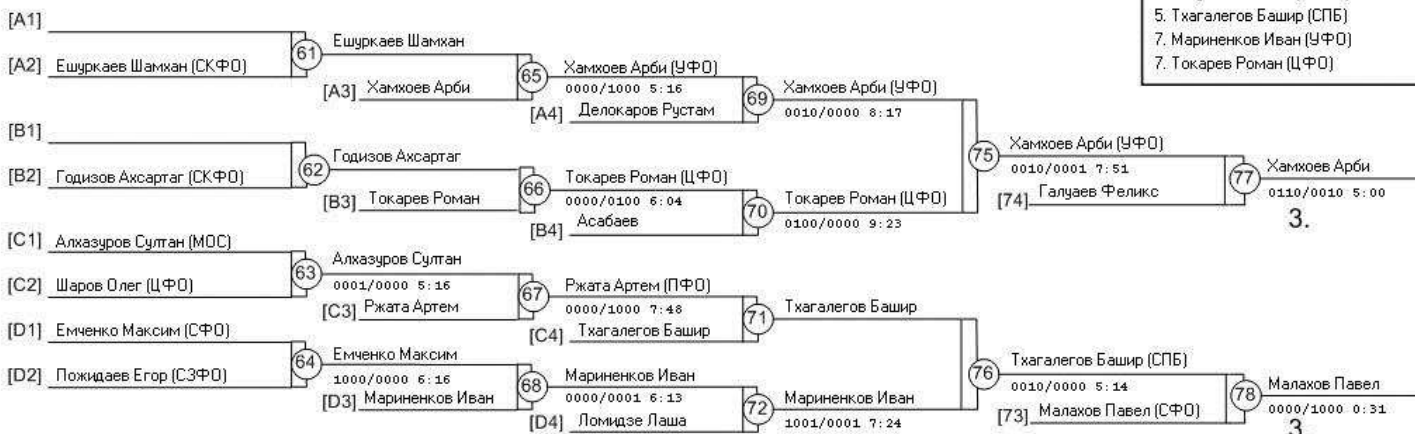 5. Тхагалегов Башир (СПБ)
7. Мариненков Иван (УФО)
7. Токарев Роман (ЦФО)
[A1]
61
Ешуркаев Шамхан
[A2] Ешуркаев Шамхан (СКФО)
[A3] Хамхоев Арби
65
Хамхоев Арби (УФО)
0000/1000 5:16
[A4] Делокаров Рустам
69
Хамхоев Арби (УФО)
0010/0000 8:17
[B1]
62
Годизов Ахсартаг
[B2] Годизов Ахсартаг (СКФО)
[B3] Токарев Роман
66
Токарев Роман (ЦФО)
0000/0100 6:04
[B4] Асабаев
70
Токарев Роман (ЦФО)
0100/0000 9:23
75
Хамхоев Арби (УФО)
0010/0001 7:51
[74] Галуаев Феликс
77
Хамхоев Арби
0110/0010 5:00
3.
[C1] Алхазуров Султан (МОС)
63
Алхазуров Султан
0001/0000 5:16
[C2] Шаров Олег (ЦФО)
[C3] Ржата Артем
67
Ржата Артем (ПФО)
0000/1000 7:48
[C4] Тхагалегов Башир
71
Тхагалегов Башир
[D1] Емченко Максим (СФО)
64
Емченко Максим
1000/0000 6:16
[D2] Пожидаев Егор (СЗФО)
[D3] Мариненков Иван
68
Мариненков Иван
0000/0001 6:13
[D4] Ломидзе Лаша
72
Мариненков Иван
1001/0001 7:24
76
Тхагалегов Башир (СПБ)
0010/0000 5:14
[73] Малахов Павел (СФО)
78
Малахов Павел
0000/1000 0:31
3